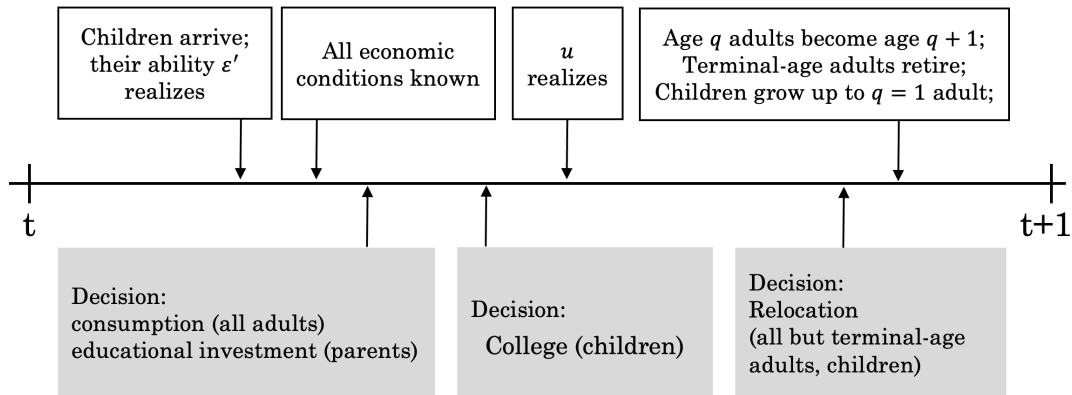 Children arrive;
their ability ε′
realizes
All economic
conditions known
u
realizes
Age q adults become age q + 1;
Terminal-age adults retire;
Children grow up to q = 1 adult;
t
t+1
Decision:
consumption (all adults)
educational investment (parents)
Decision:
College (children)
Decision:
Relocation
(all but terminal-age
adults, children)